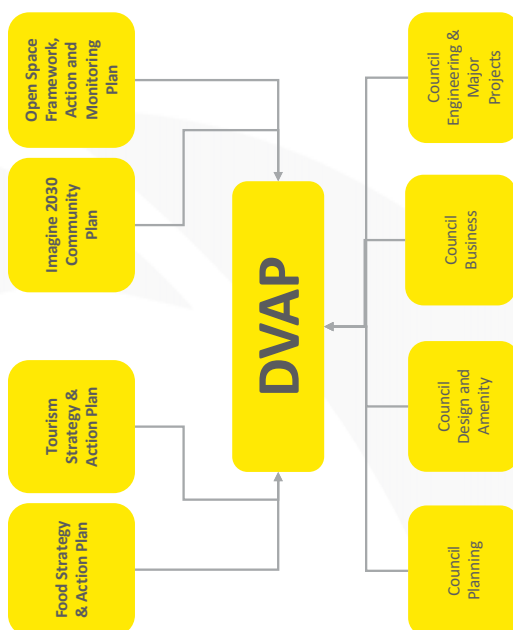 Food Strategy
& Action Plan
Tourism
Strategy &
Action Plan
Imagine 2030
Community
Plan
Open Space
Framework,
Action and
Monitoring
Plan
DVAP
Council
Planning
Council
Design and
Amenity
Council
Business
Council
Engineering &
Major
Projects